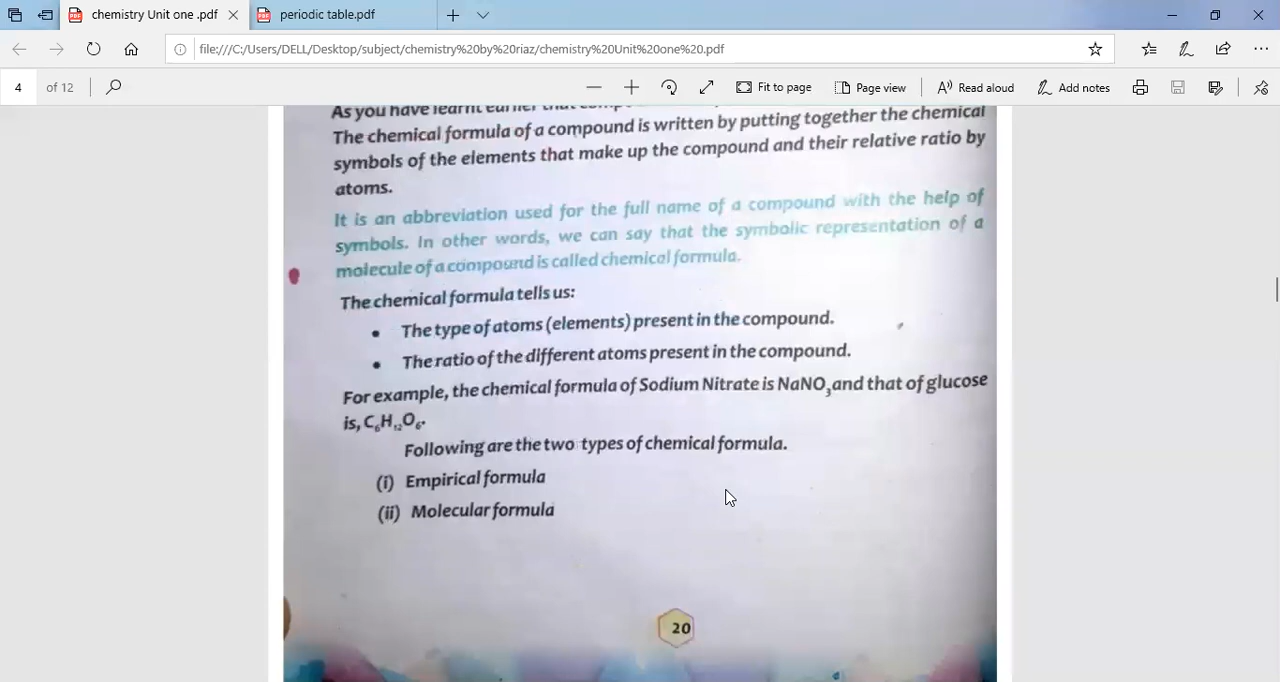 chemistry Unit one .pdf
periodic table.pdf
file:///C:/Users/DELL/Desktop/subject/chemistry%20by%20riaz/chemistry%20Unit%20one%20.pdf
4 of 12
Fit to page
Page view
Read aloud
Add notes
As you have learnt earlier that
The chemical formula of a compound is written by putting together the chemical
symbols of the elements that make up the compound and their relative ratio by
atoms.
It is an abbreviation used for the full name of a compound with the help of
symbols. In other words, we can say that the symbolic representation of a
molecule of a compound is called chemical formula.
The chemical formula tells us:
• The type of atoms (elements) present in the compound.
• The ratio of the different atoms present in the compound.
For example, the chemical formula of Sodium Nitrate is NaNO₃ and that of glucose
is, C₆H₁₂O₆.
Following are the two types of chemical formula.
(i) Empirical formula
(ii) Molecular formula
20